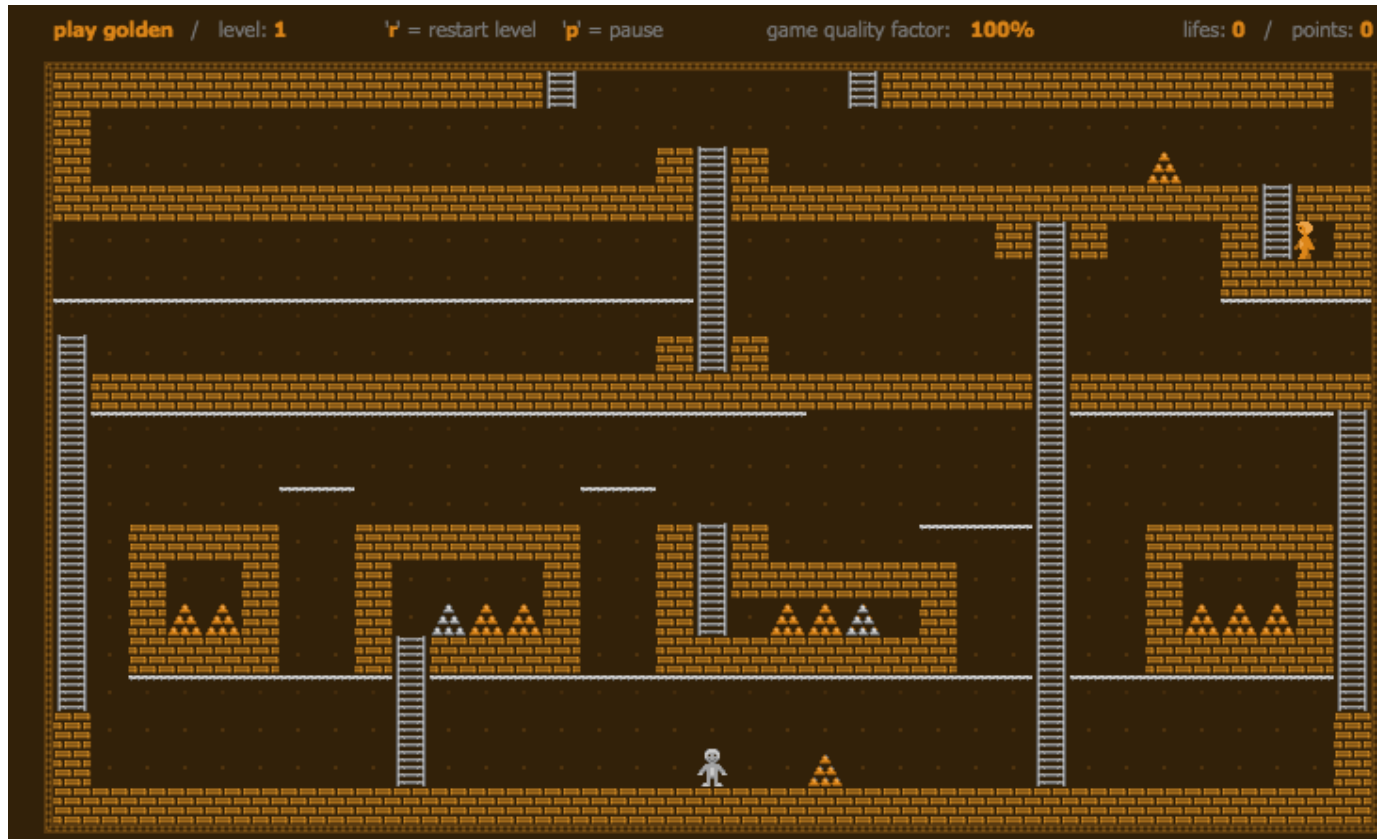 play golden / level: 1 'r' = restart level 'p' = pause game quality factor: 100% lifes: 0 / points: 0